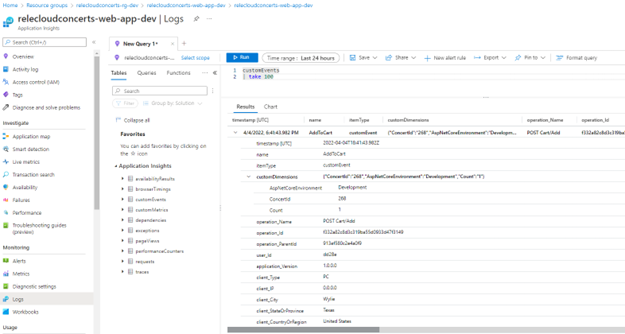 Home > Resource groups > relecloudconcerts-rg-dev > relecloudconcerts-web-app-dev > relecloudconcerts-web-app-dev
relecloudconcerts-web-app-dev | Logs
Application Insights
Search (Ctrl+/)
Overview
Activity log
Access control (IAM)
Tags
Diagnose and solve problems
Investigate
Application map
Smart detection
Live metrics
Transaction search
Availability
Failures
Performance
Troubleshooting guides
(preview)
Monitoring
Alerts
Metrics
Diagnostic settings
Logs
Workbooks
Usage
New Query 1*
relecloudconcerts-... Select scope
Run
Time range : Last 24 hours
Save
Share
New alert rule
Export
Pin to
Format query
Tables Queries Functions ...
Search
Filter
Group by: Solution
Collapse all
Favorites
You can add favorites by clicking on
the icon
Application Insights
availabilityResults
browserTimings
customEvents
customMetrics
dependencies
exceptions
pageViews
performanceCounters
requests
traces
customEvents
| take 100
Results Chart
timestamp [UTC] name itemType customDimensions operation_Name operation_Id
4/4/2022, 6:41:43.982 PM AddToCart customEvent {"ConcertId":"268","AspNetCoreEnvironment":"Developm... POST Cart/Add
timestamp [UTC] 2022-04-04T18:41:43.982Z
name AddToCart
itemType customEvent
customDimensions {"ConcertId":"268","AspNetCoreEnvironment":"Development","Count":"1"}
AspNetCoreEnvironment Development
ConcertId 268
Count 1
operation_Name POST Cart/Add
operation_Id
operation_ParentId
user_Id
application_Version 1.0.0.0
client_Type PC
client_IP 0.0.0.0
client_City Wylie
client_StateOrProvince Texas
client_CountryOrRegion United States